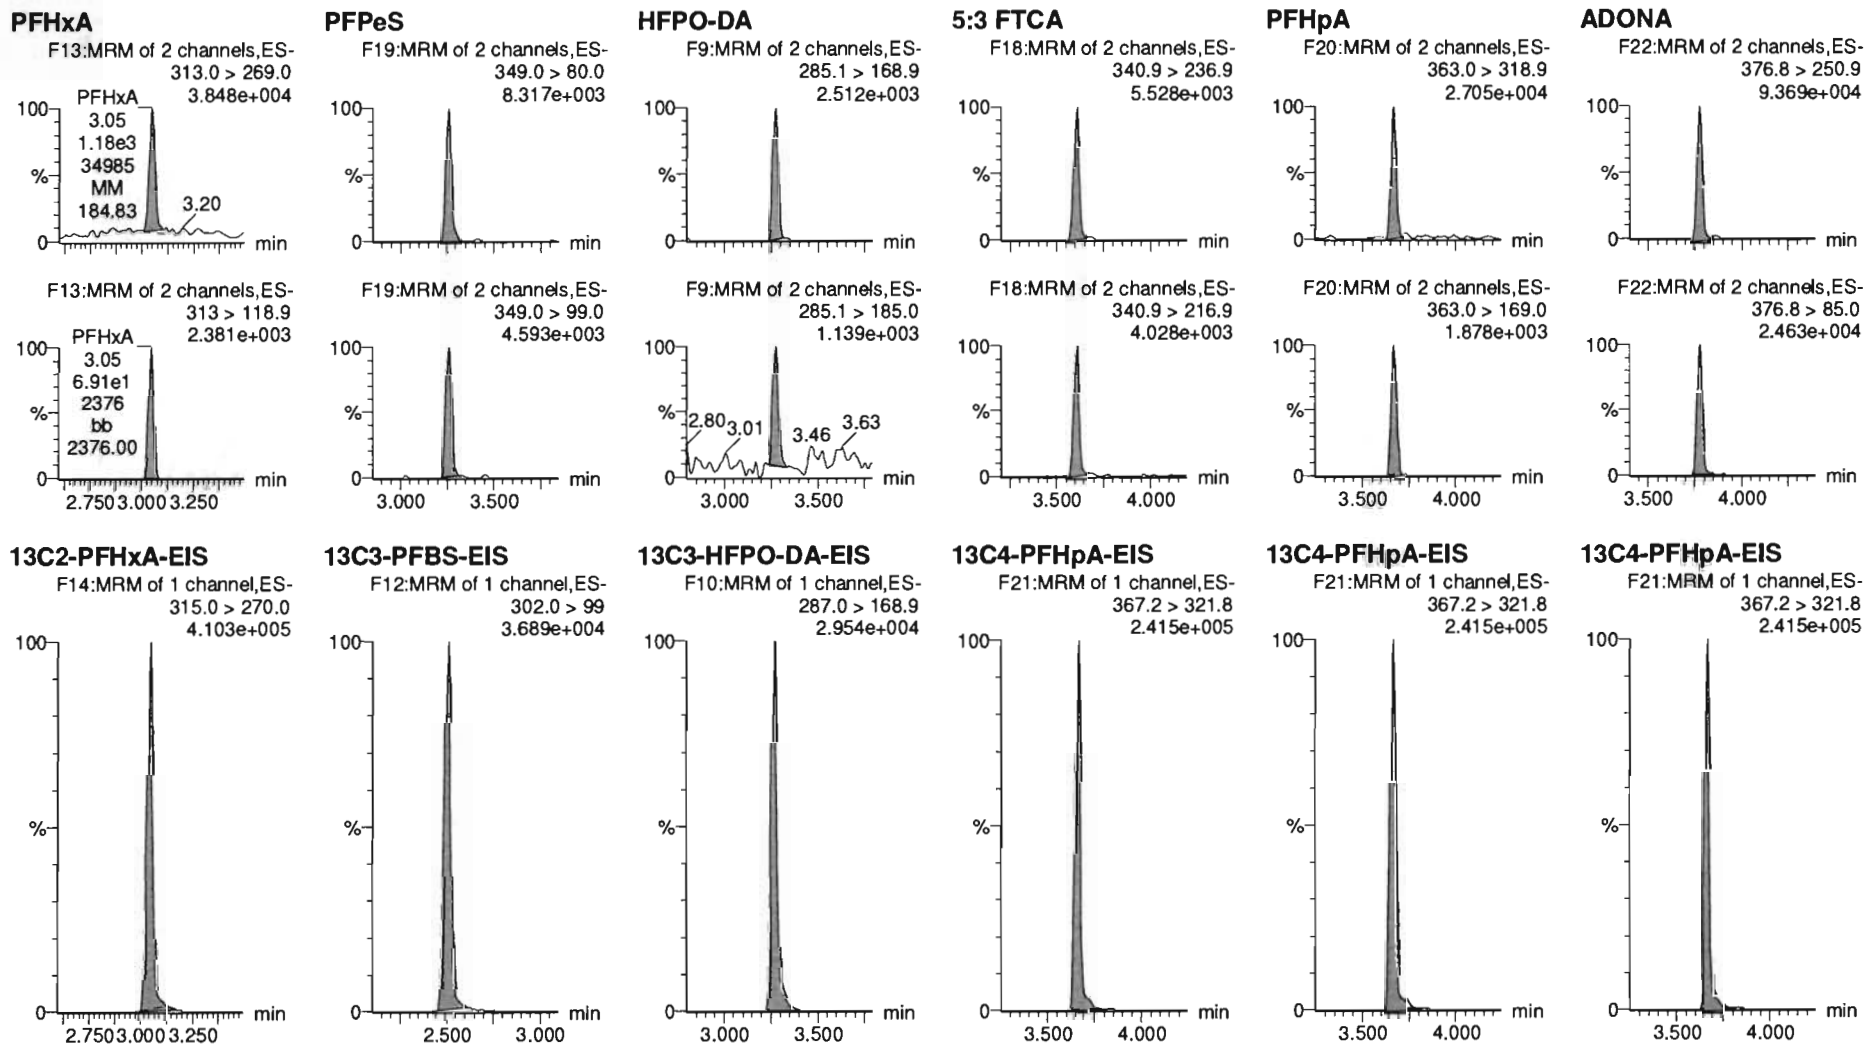 PFHxA
F13:MRM of 2 channels,ES-
313.0 > 269.0
3.848e+004
PFHxA
3.05
1.18e3
34985
MM
184.83
3.20
100
%
0
min
PFPeS
F19:MRM of 2 channels,ES-
349.0 > 80.0
8.317e+003
100
%
0
min
HFPO-DA
F9:MRM of 2 channels,ES-
285.1 > 168.9
2.512e+003
100
%
0
min
5:3 FTCA
F18:MRM of 2 channels,ES-
340.9 > 236.9
5.528e+003
100
%
0
min
PFHpA
F20:MRM of 2 channels,ES-
363.0 > 318.9
2.705e+004
100
%
0
min
ADONA
F22:MRM of 2 channels,ES-
376.8 > 250.9
9.369e+004
100
%
0
min
F13:MRM of 2 channels,ES-
313 > 118.9
2.381e+003
PFHxA
3.05
6.91e1
2376
bb
2376.00
100
%
0
min
2.750 3.000 3.250
F19:MRM of 2 channels,ES-
349.0 > 99.0
4.593e+003
100
%
0
min
3.000 3.500
F9:MRM of 2 channels,ES-
285.1 > 185.0
1.139e+003
100
%
2.80 3.01 3.46 3.63
0
min
3.000 3.500
F18:MRM of 2 channels,ES-
340.9 > 216.9
4.028e+003
100
%
0
min
3.500 4.000
F20:MRM of 2 channels,ES-
363.0 > 169.0
1.878e+003
100
%
0
min
3.500 4.000
F22:MRM of 2 channels,ES-
376.8 > 85.0
2.463e+004
100
%
0
min
3.500 4.000
13C2-PFHxA-EIS
F14:MRM of 1 channel,ES-
315.0 > 270.0
4.103e+005
100
%
0
min
2.750 3.000 3.250
13C3-PFBS-EIS
F12:MRM of 1 channel,ES-
302.0 > 99
3.689e+004
100
%
0
min
2.500 3.000
13C3-HFPO-DA-EIS
F10:MRM of 1 channel,ES-
287.0 > 168.9
2.954e+004
100
%
0
min
3.000 3.500
13C4-PFHpA-EIS
F21:MRM of 1 channel,ES-
367.2 > 321.8
2.415e+005
100
%
0
min
3.500 4.000
13C4-PFHpA-EIS
F21:MRM of 1 channel,ES-
367.2 > 321.8
2.415e+005
100
%
0
min
3.500 4.000
13C4-PFHpA-EIS
F21:MRM of 1 channel,ES-
367.2 > 321.8
2.415e+005
100
%
0
min
3.500 4.000